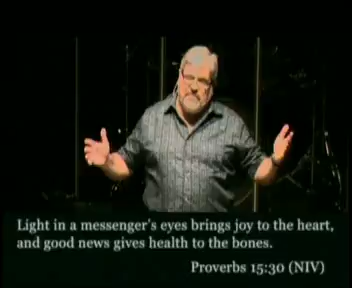 Light in a messenger's eyes brings joy to the heart,
and good news gives health to the bones.
Proverbs 15:30 (NIV)